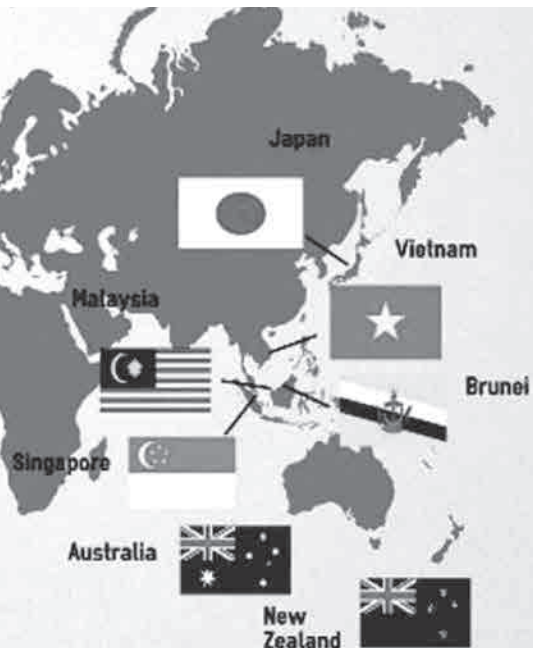 Japan
Vietnam
Malaysia
Brunei
Singapore
Australia
New
Zealand